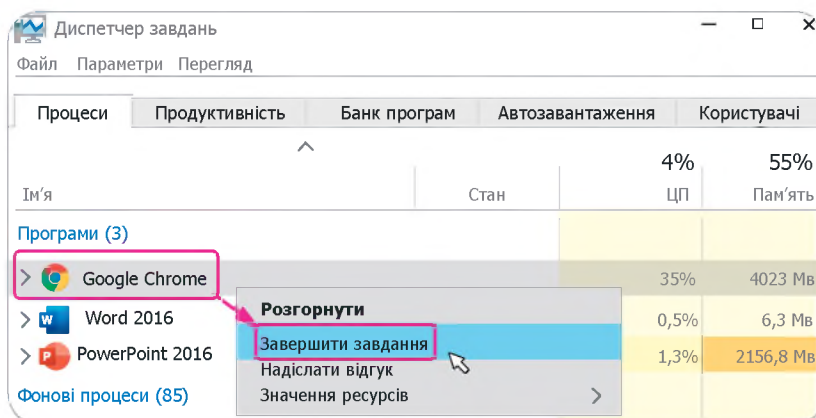 Диспетчер завдань
Файл Параметри Перегляд
Процеси Продуктивність Банк програм Автозавантаження Користувачі
4% 55%
Ім'я Стан ЦП Пам'ять
Програми (3)
Google Chrome 35% 4023 Мв
Word 2016 0,5% 6,3 Мв
PowerPoint 2016 1,3% 2156,8 Мв
Фонові процеси (85)
Розгорнути
Завершити завдання
Надіслати відгук
Значення ресурсів